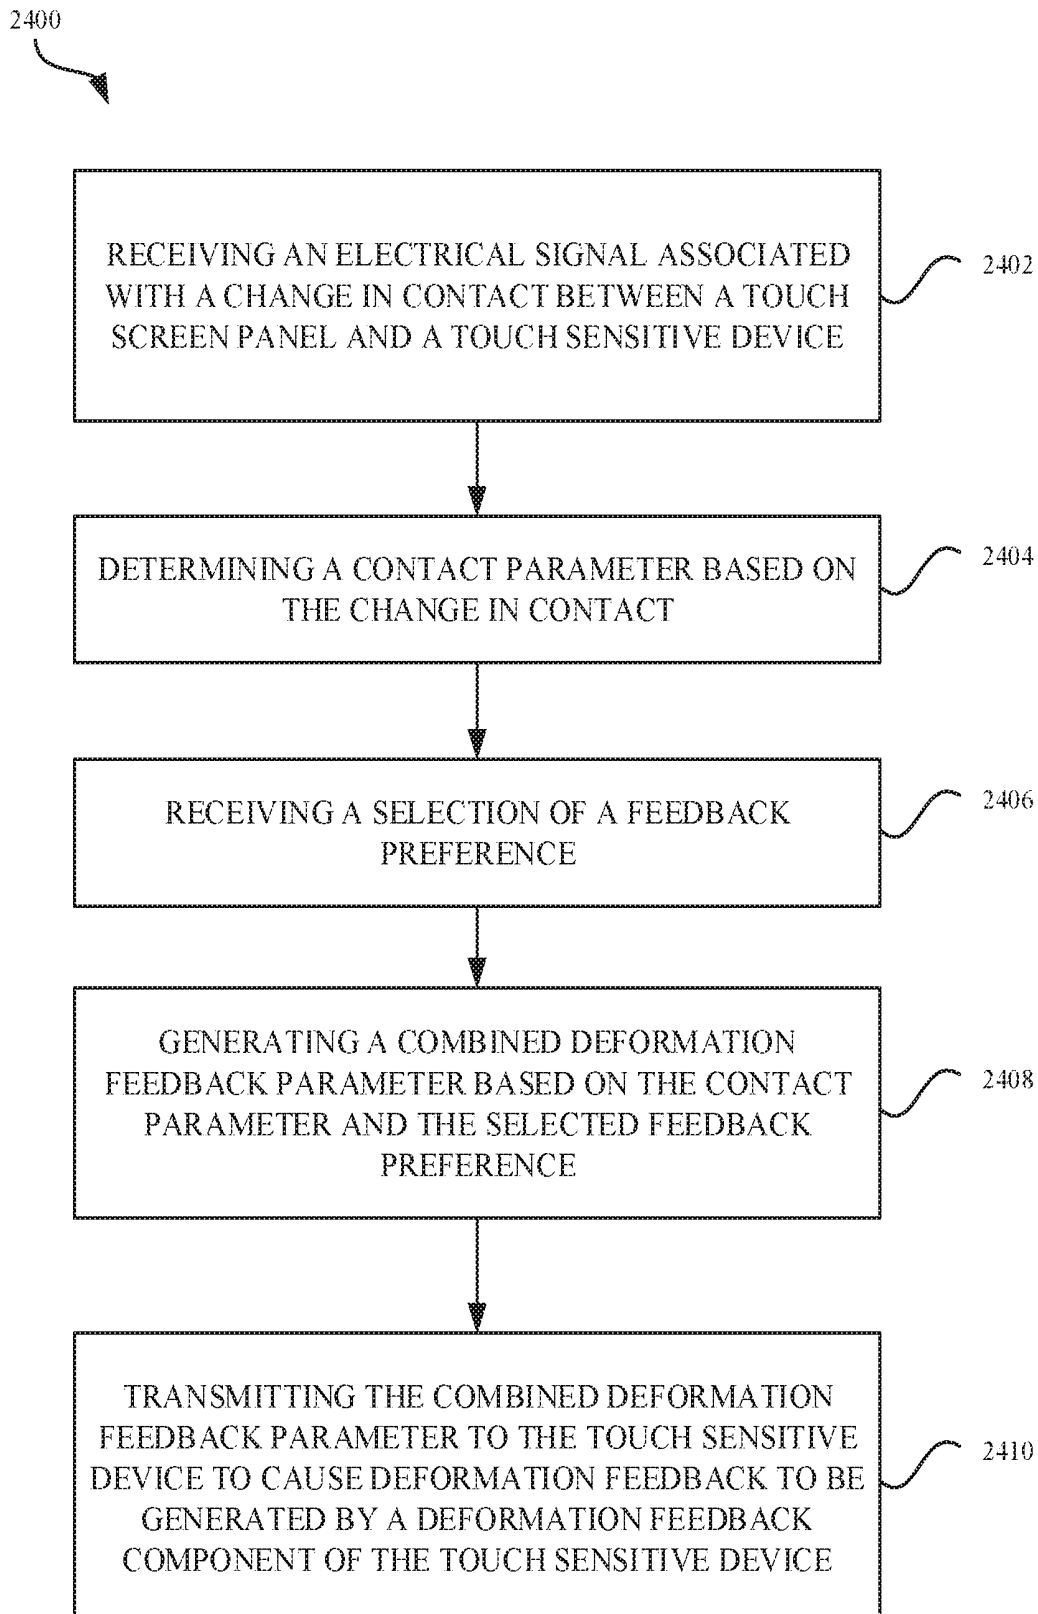 2400
RECEIVING AN ELECTRICAL SIGNAL ASSOCIATED
WITH A CHANGE IN CONTACT BETWEEN A TOUCH
SCREEN PANEL AND A TOUCH SENSITIVE DEVICE
2402
DETERMINING A CONTACT PARAMETER BASED ON
THE CHANGE IN CONTACT
2404
RECEIVING A SELECTION OF A FEEDBACK
PREFERENCE
2406
GENERATING A COMBINED DEFORMATION
FEEDBACK PARAMETER BASED ON THE CONTACT
PARAMETER AND THE SELECTED FEEDBACK
PREFERENCE
2408
TRANSMITTING THE COMBINED DEFORMATION
FEEDBACK PARAMETER TO THE TOUCH SENSITIVE
DEVICE TO CAUSE DEFORMATION FEEDBACK TO BE
GENERATED BY A DEFORMATION FEEDBACK
COMPONENT OF THE TOUCH SENSITIVE DEVICE
2410